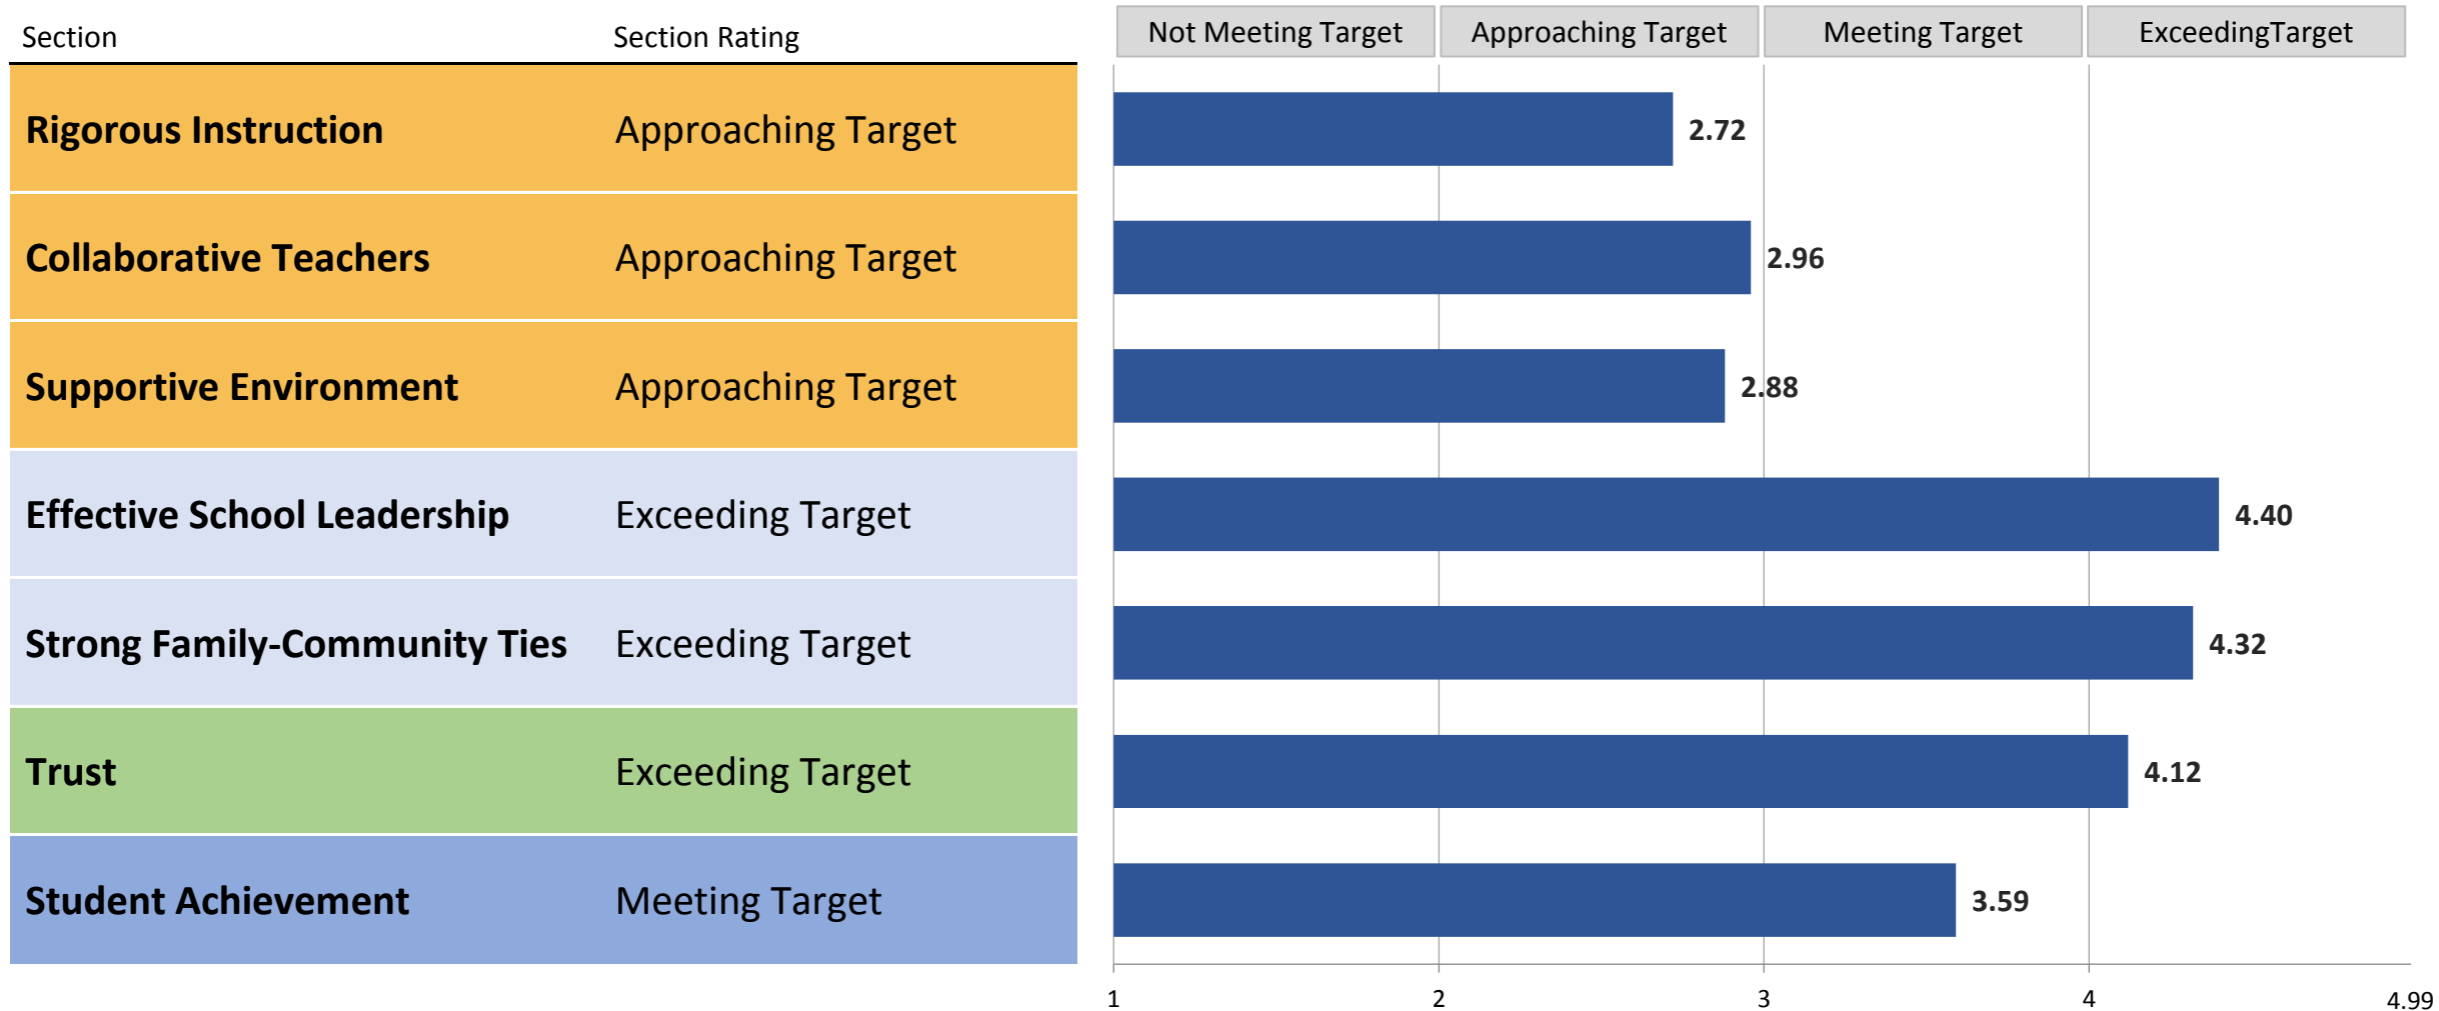 Section Section Rating Not Meeting Target Approaching Target Meeting Target ExceedingTarget
Rigorous Instruction Approaching Target 2.72
Collaborative Teachers Approaching Target 2.96
Supportive Environment Approaching Target 2.88
Effective School Leadership Exceeding Target 4.40
Strong Family-Community Ties Exceeding Target 4.32
Trust Exceeding Target 4.12
Student Achievement Meeting Target 3.59
1 2 3 4 4.99